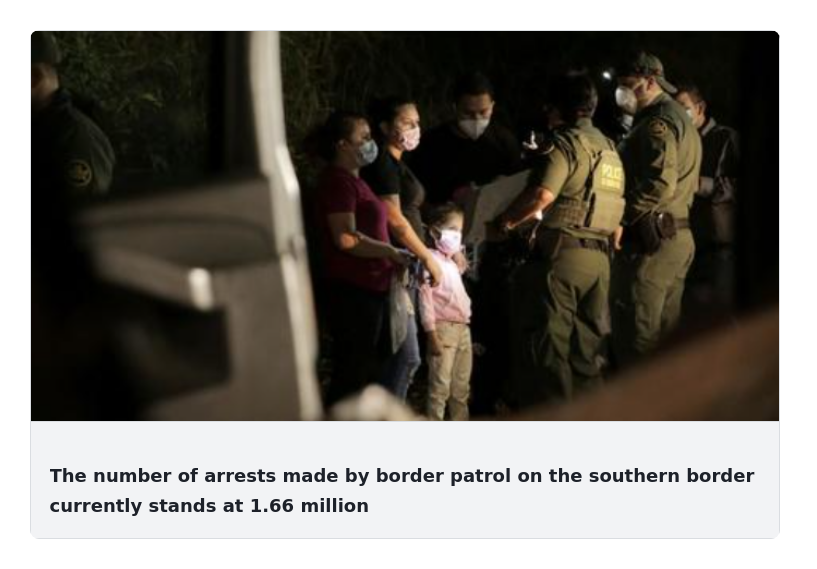 POLICE
The number of arrests made by border patrol on the southern border
currently stands at 1.66 million